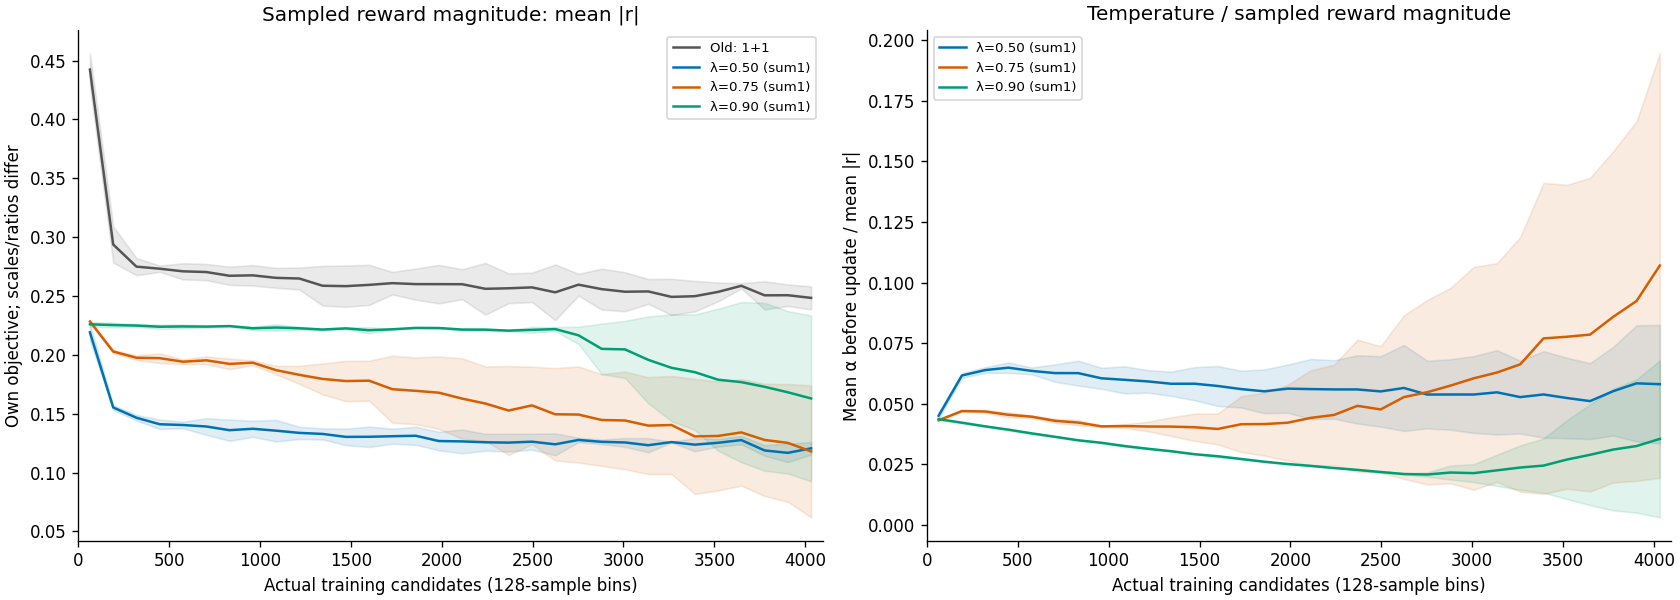 Sampled reward magnitude: mean |r|
Own objective; scales/ratios differ
0.45
0.40
0.35
0.30
0.25
0.20
0.15
0.10
0.05
Old: 1+1
λ=0.50 (sum1)
λ=0.75 (sum1)
λ=0.90 (sum1)
0
500
1000
1500
2000
2500
3000
3500
4000
Actual training candidates (128-sample bins)
Temperature / sampled reward magnitude
Mean α before update / mean |r|
0.200
0.175
0.150
0.125
0.100
0.075
0.050
0.025
0.000
λ=0.50 (sum1)
λ=0.75 (sum1)
λ=0.90 (sum1)
0
500
1000
1500
2000
2500
3000
3500
4000
Actual training candidates (128-sample bins)